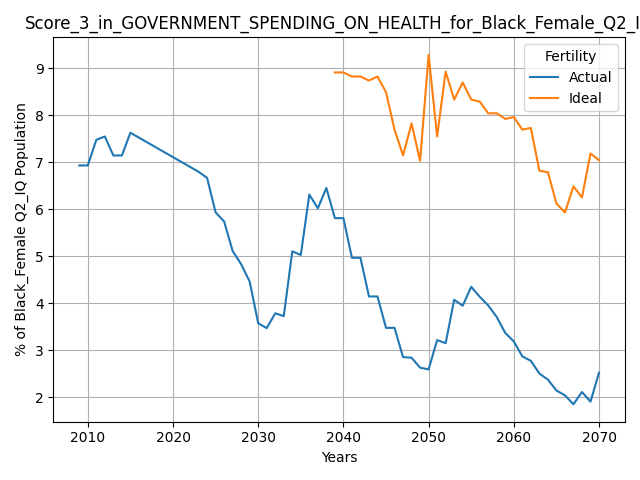 Score_3_in_GOVERNMENT_SPENDING_ON_HEALTH_for_Black_Female_Q2_I
Fertility
Actual
Ideal
% of Black_Female Q2_IQ Population
9
8
7
6
5
4
3
2
2010 2020 2030 2040 2050 2060 2070
Years